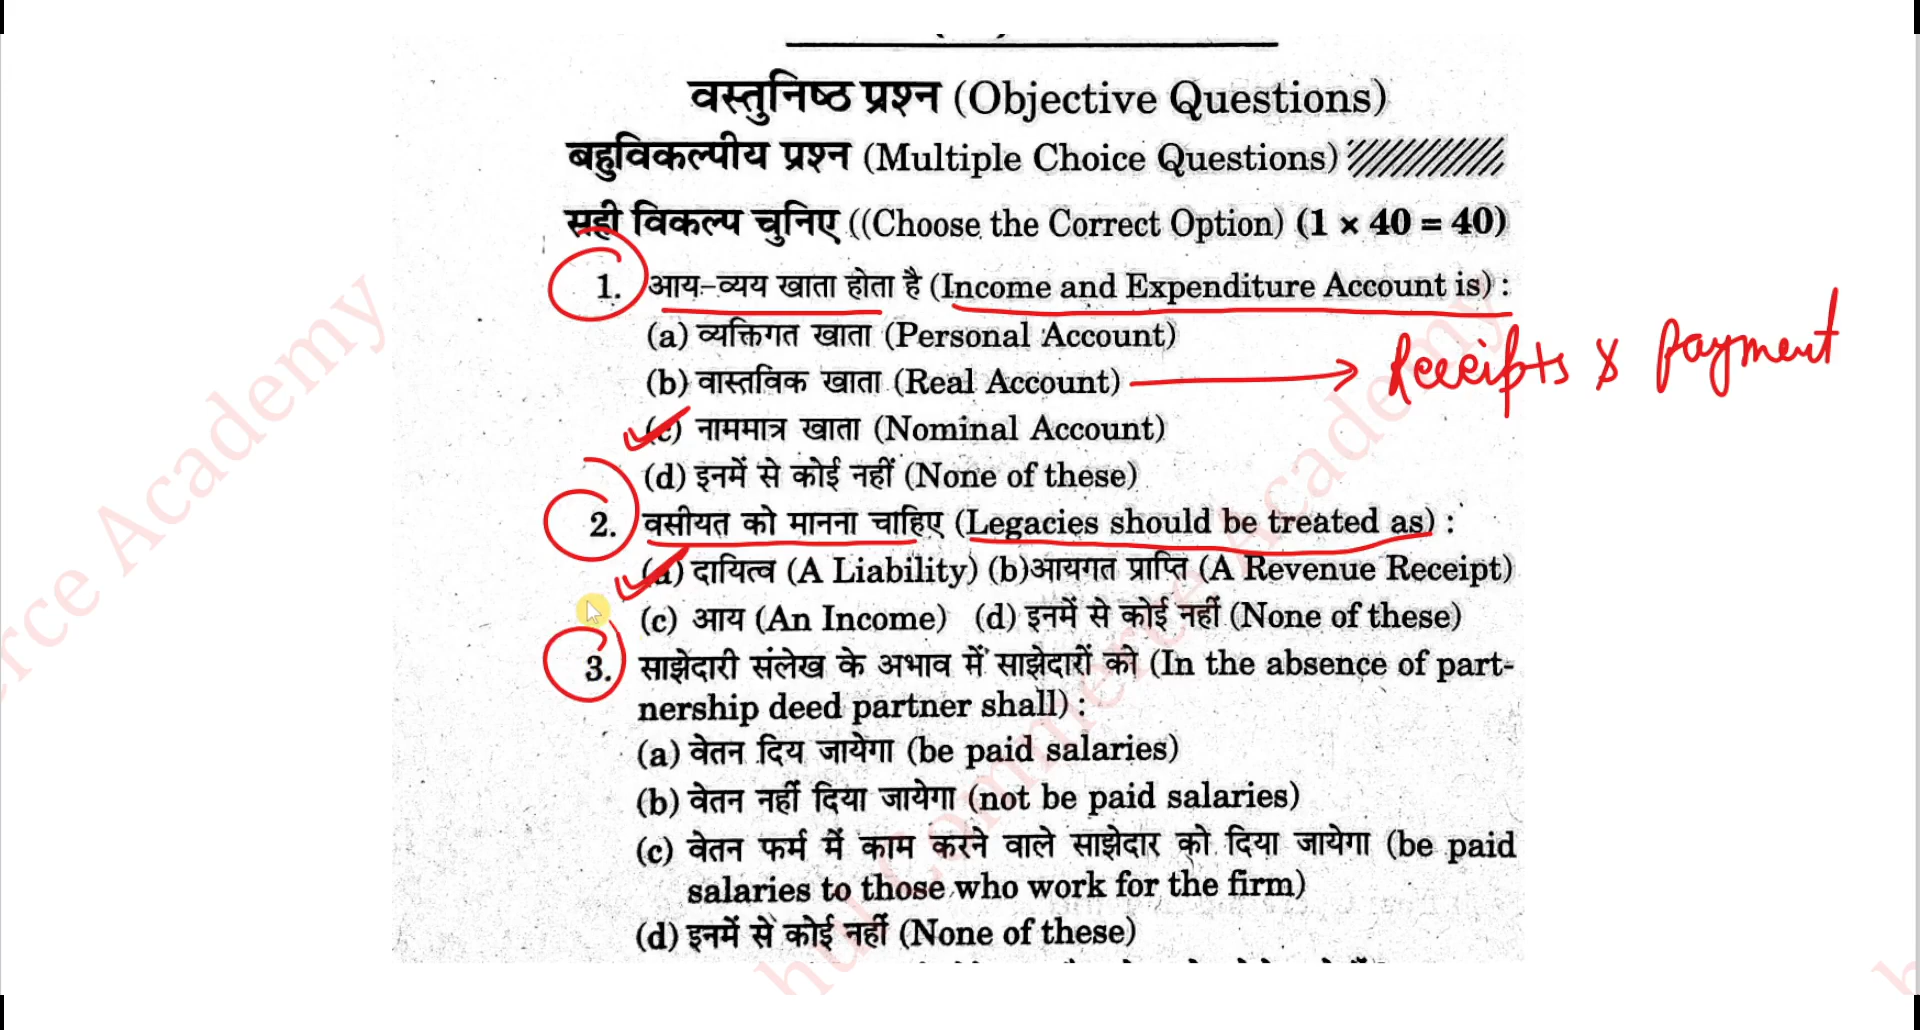 वस्तुनिष्ठ प्रश्न (Objective Questions)
बहुविकल्पीय प्रश्न (Multiple Choice Questions)
सही विकल्प चुनिए ((Choose the Correct Option) (1 × 40 = 40)
1. आय-व्यय खाता होता है (Income and Expenditure Account is) :
(a) व्यक्तिगत खाता (Personal Account)
(b) वास्तविक खाता (Real Account) → Receipts & Payment
(c) नाममात्र खाता (Nominal Account)
(d) इनमें से कोई नहीं (None of these)
2. वसीयत को मानना चाहिए (Legacies should be treated as) :
(a) दायित्व (A Liability) (b)आयगत प्राप्ति (A Revenue Receipt)
(c) आय (An Income) (d) इनमें से कोई नहीं (None of these)
3. साझेदारी संलेख के अभाव में साझेदारों को (In the absence of part-
nership deed partner shall) :
(a) वेतन दिय जायेगा (be paid salaries)
(b) वेतन नहीं दिया जायेगा (not be paid salaries)
(c) वेतन फर्म में काम करने वाले साझेदार को दिया जायेगा (be paid
salaries to those who work for the firm)
(d) इनमें से कोई नहीं (None of these)
erce Academy
hul Commerce Academy